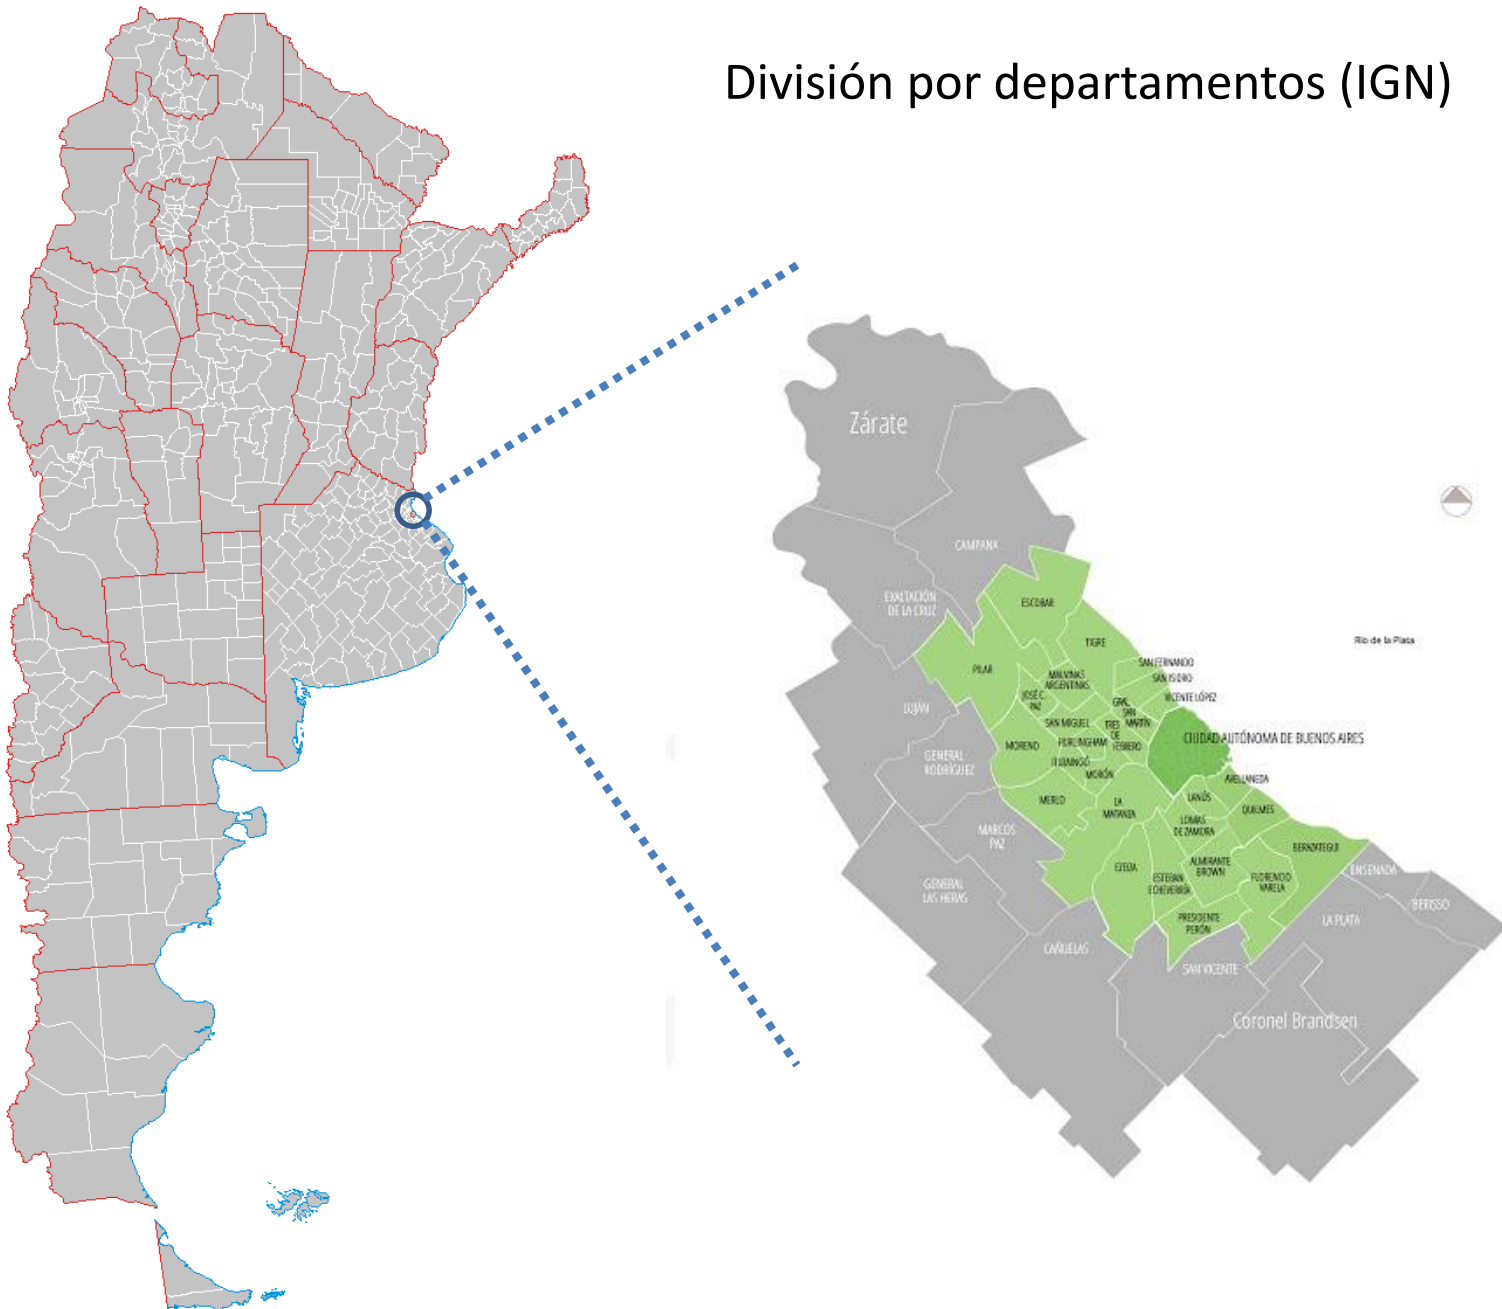 División por departamentos (IGN)
Zárate
CAMPANA
EXALTACIÓN
DE LA CRUZ
ESCOBAR
TIGRE
Río de la Plata
PILAR
SAN FERNANDO
SAN ISIDRO
MALVINAS
ARGENTINAS
JOSÉ C.
PAZ
VICENTE LÓPEZ
LUJÁN
GRAL.
SAN
MARTÍN
SAN MIGUEL
TRES
DE
FEBRERO
CIUDAD AUTÓNOMA DE BUENOS AIRES
MORENO
HURLINGHAM
GENERAL
RODRÍGUEZ
ITUZAINGÓ
MORÓN
AVELLANEDA
MERLO
LA
MATANZA
LANÚS
QUILMES
MARCOS
PAZ
LOMAS
DE ZAMORA
BERAZATEGUI
EZEIZA
ALMIRANTE
BROWN
ENSENADA
ESTEBAN
ECHEVERRÍA
FLORENCIO
VARELA
GENERAL
LAS HERAS
BERISSO
PRESIDENTE
PERÓN
LA PLATA
CAÑUELAS
SAN VICENTE
Coronel Brandsen